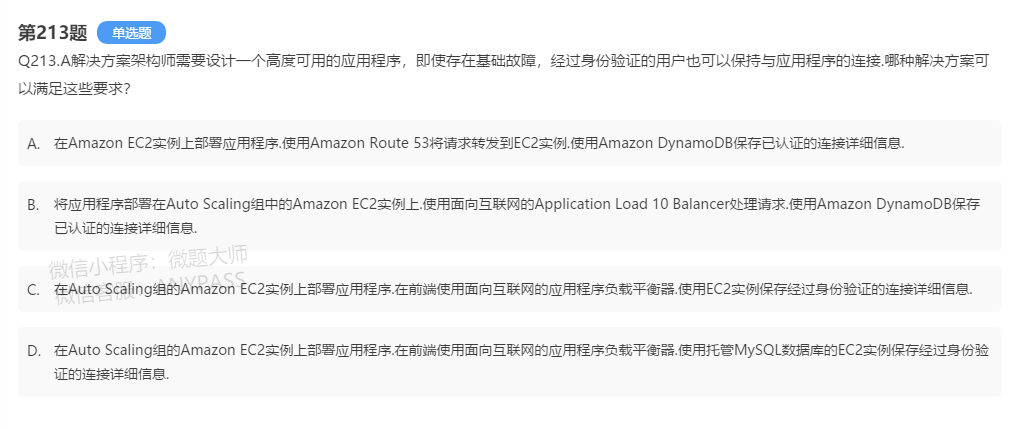 第213题 单选题
Q213.A解决方案架构师需要设计一个高度可用的应用程序，即使存在基础故障，经过身份验证的用户也可以保持与应用程序的连接.哪种解决方案可
以满足这些要求?
A. 在Amazon EC2实例上部署应用程序.使用Amazon Route 53将请求转发到EC2实例.使用Amazon DynamoDB保存已认证的连接详细信息.
B. 将应用程序部署在Auto Scaling组中的Amazon EC2实例上.使用面向互联网的Application Load 10 Balancer处理请求.使用Amazon DynamoDB保存
已认证的连接详细信息.
微信小程序：微题大师
微信客服：ANYPASS
C. 在Auto Scaling组的Amazon EC2实例上部署应用程序.在前端使用面向互联网的应用程序负载平衡器.使用EC2实例保存经过身份验证的连接详细信息.
D. 在Auto Scaling组的Amazon EC2实例上部署应用程序.在前端使用面向互联网的应用程序负载平衡器.使用托管MySQL数据库的EC2实例保存经过身份验
证的连接详细信息.